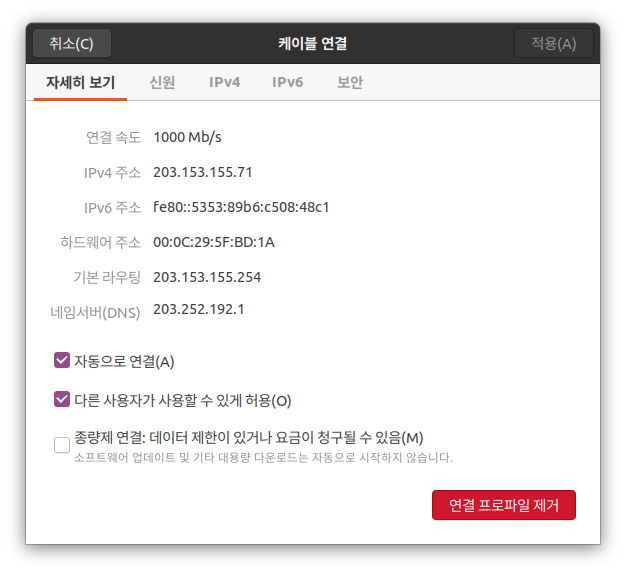 취소(C) 케이블 연결 적용(A)
자세히 보기 신원 IPv4 IPv6 보안
연결 속도 1000 Mb/s
IPv4 주소 203.153.155.71
IPv6 주소 fe80::5353:89b6:c508:48c1
하드웨어 주소 00:0C:29:5F:BD:1A
기본 라우팅 203.153.155.254
네임서버(DNS) 203.252.192.1
자동으로 연결(A)
다른 사용자가 사용할 수 있게 허용(O)
종량제 연결: 데이터 제한이 있거나 요금이 청구될 수 있음(M)
소프트웨어 업데이트 및 기타 대용량 다운로드는 자동으로 시작하지 않습니다.
연결 프로파일 제거